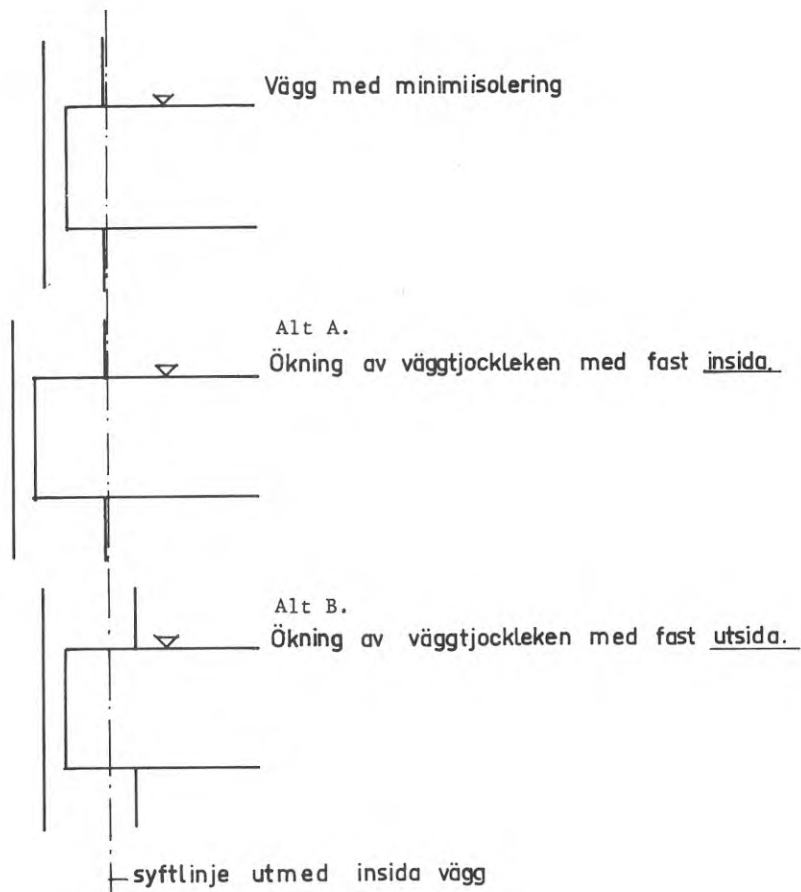 Vägg med minimiisolering
Alt A.
Ökning av väggtjockleken med fast insida.
Alt B.
Ökning av väggtjockleken med fast utsida.
syftlinje utmed insida vägg